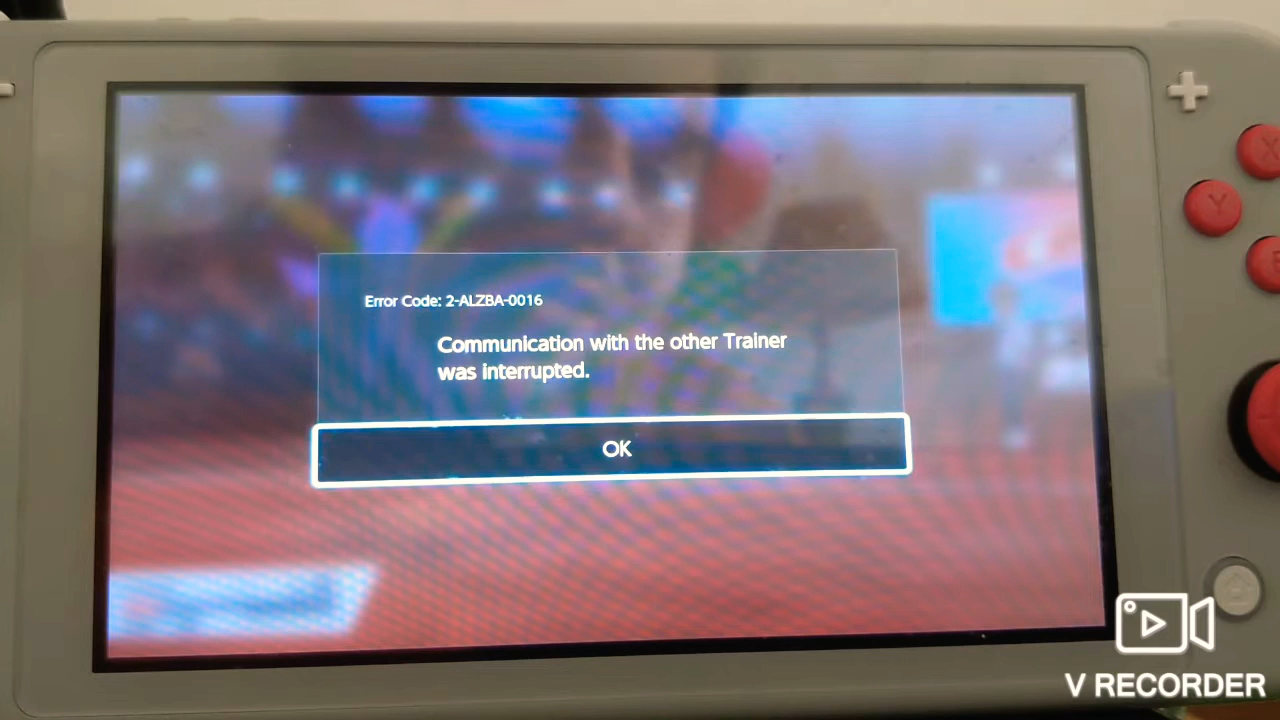 Error Code: 2-ALZBA-0016
Communication with the other Trainer
was interrupted.
OK
X
Y
V RECORDER